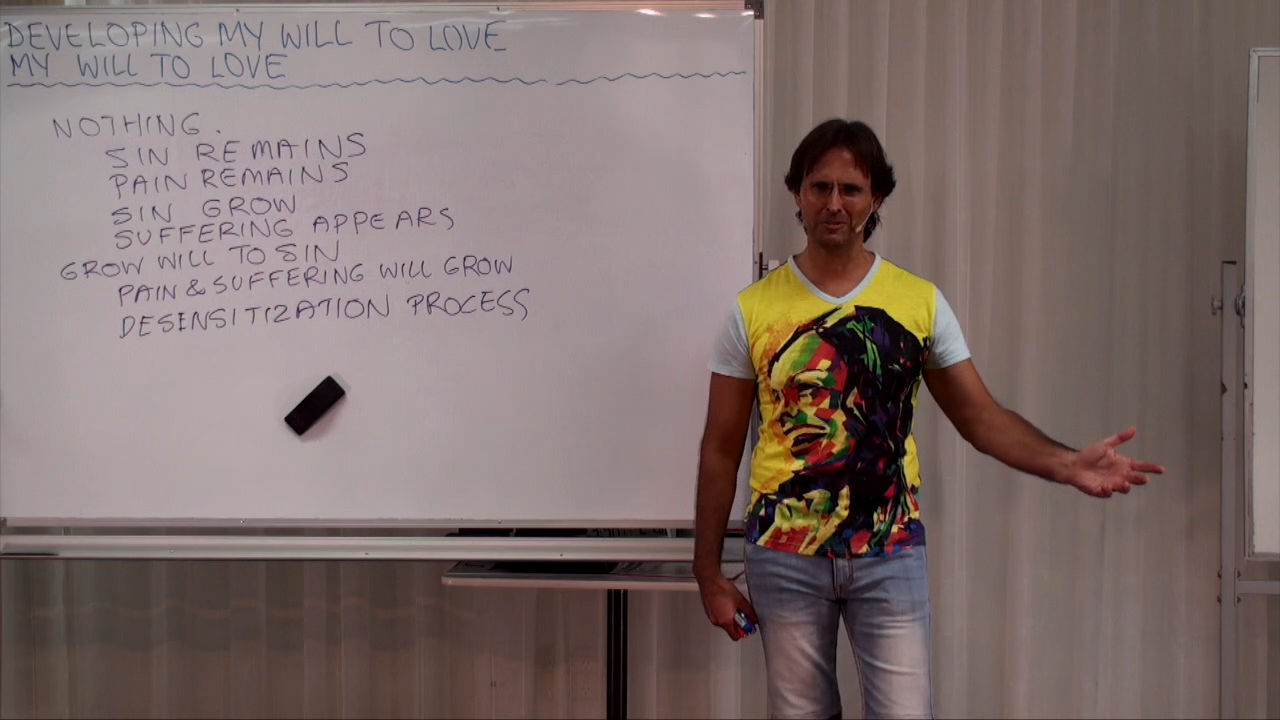 DEVELOPING MY WILL TO LOVE
MY WILL TO LOVE
NOTHING.
SIN REMAINS
PAIN REMAINS
SIN GROW
SUFFERING APPEARS
GROW WILL TO SIN
PAIN & SUFFERING WILL GROW
DESENSITIZATION PROCESS